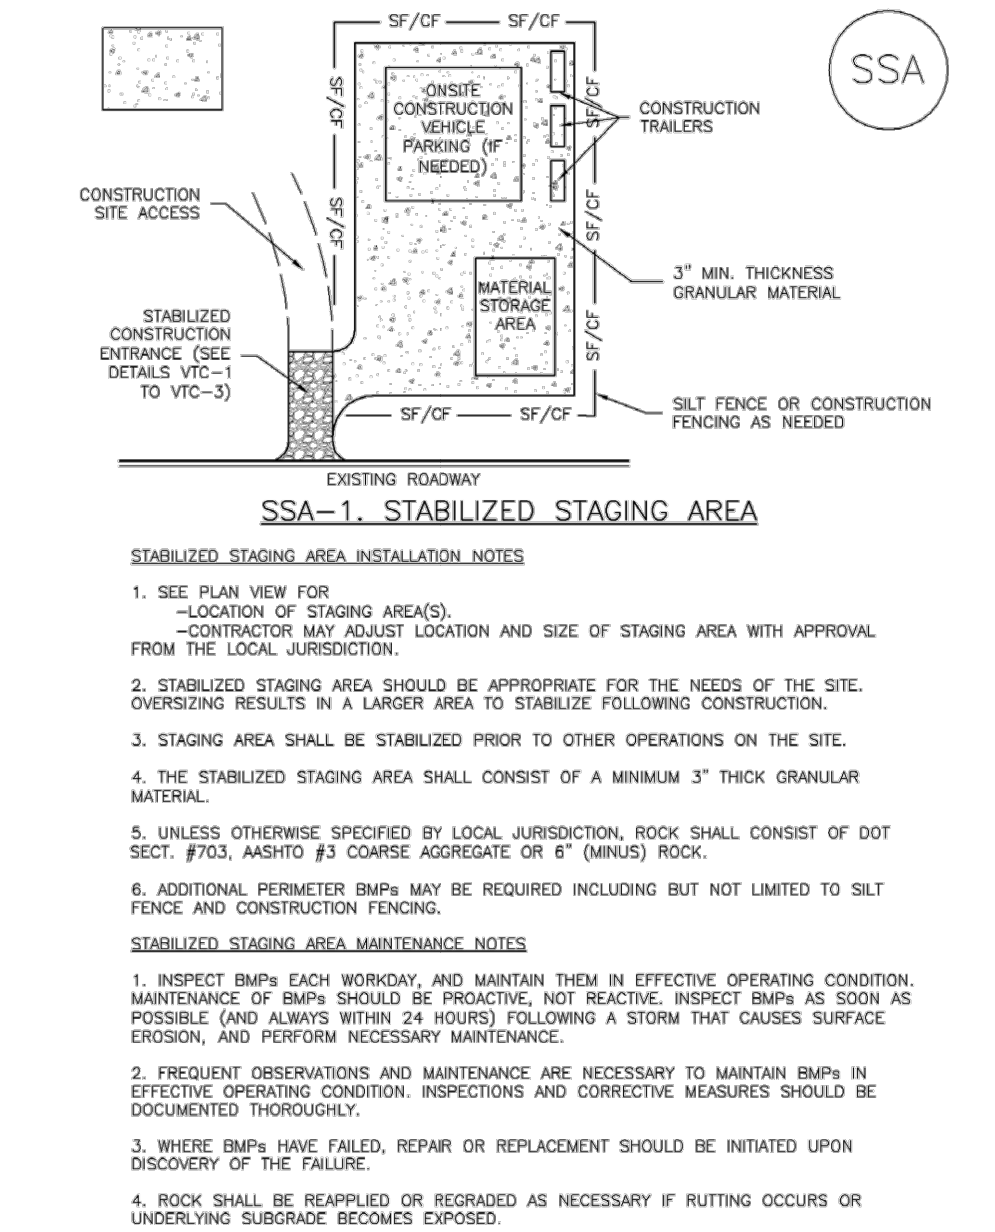 SF/CF SF/CF
SSA
SF/CF
SF/CF
ONSITE
CONSTRUCTION
VEHICLE
PARKING (IF
NEEDED)
CONSTRUCTION
TRAILERS
CONSTRUCTION
SITE ACCESS
SF/CF
SF/CF
3" MIN. THICKNESS
GRANULAR MATERIAL
MATERIAL
STORAGE
AREA
STABILIZED
CONSTRUCTION
ENTRANCE (SEE
DETAILS VTC-1
TO VTC-3)
SF/CF
SILT FENCE OR CONSTRUCTION
FENCING AS NEEDED
SF/CF SF/CF
EXISTING ROADWAY
SSA-1. STABILIZED STAGING AREA
STABILIZED STAGING AREA INSTALLATION NOTES
1. SEE PLAN VIEW FOR
-LOCATION OF STAGING AREA(S).
-CONTRACTOR MAY ADJUST LOCATION AND SIZE OF STAGING AREA WITH APPROVAL
FROM THE LOCAL JURISDICTION.
2. STABILIZED STAGING AREA SHOULD BE APPROPRIATE FOR THE NEEDS OF THE SITE.
OVERSIZING RESULTS IN A LARGER AREA TO STABILIZE FOLLOWING CONSTRUCTION.
3. STAGING AREA SHALL BE STABILIZED PRIOR TO OTHER OPERATIONS ON THE SITE.
4. THE STABILIZED STAGING AREA SHALL CONSIST OF A MINIMUM 3" THICK GRANULAR
MATERIAL.
5. UNLESS OTHERWISE SPECIFIED BY LOCAL JURISDICTION, ROCK SHALL CONSIST OF DOT
SECT. #703, AASHTO #3 COARSE AGGREGATE OR 6" (MINUS) ROCK.
6. ADDITIONAL PERIMETER BMPs MAY BE REQUIRED INCLUDING BUT NOT LIMITED TO SILT
FENCE AND CONSTRUCTION FENCING.
STABILIZED STAGING AREA MAINTENANCE NOTES
1. INSPECT BMPs EACH WORKDAY, AND MAINTAIN THEM IN EFFECTIVE OPERATING CONDITION.
MAINTENANCE OF BMPs SHOULD BE PROACTIVE, NOT REACTIVE. INSPECT BMPs AS SOON AS
POSSIBLE (AND ALWAYS WITHIN 24 HOURS) FOLLOWING A STORM THAT CAUSES SURFACE
EROSION, AND PERFORM NECESSARY MAINTENANCE.
2. FREQUENT OBSERVATIONS AND MAINTENANCE ARE NECESSARY TO MAINTAIN BMPs IN
EFFECTIVE OPERATING CONDITION. INSPECTIONS AND CORRECTIVE MEASURES SHOULD BE
DOCUMENTED THOROUGHLY.
3. WHERE BMPs HAVE FAILED, REPAIR OR REPLACEMENT SHOULD BE INITIATED UPON
DISCOVERY OF THE FAILURE.
4. ROCK SHALL BE REAPPLIED OR REGRADED AS NECESSARY IF RUTTING OCCURS OR
UNDERLYING SUBGRADE BECOMES EXPOSED.